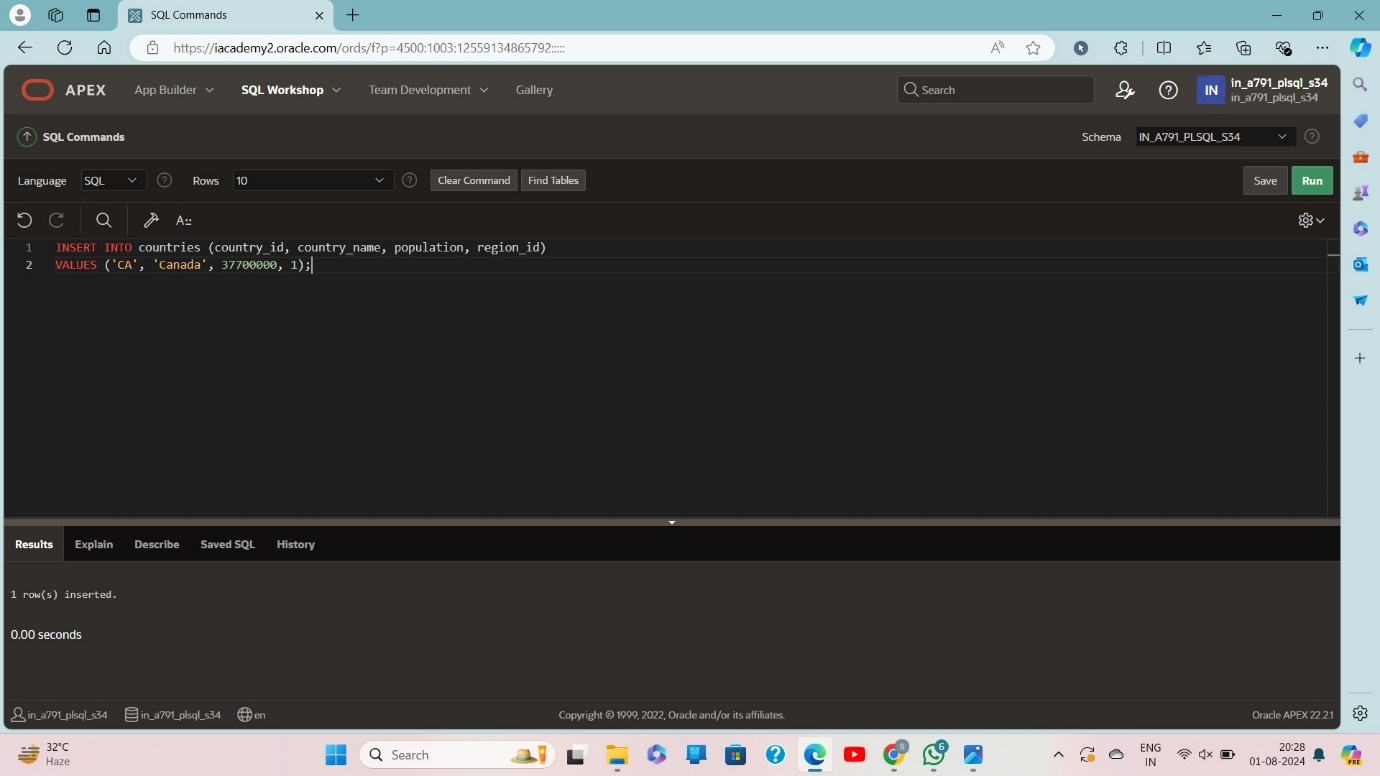 SQL Commands
https://iacademy2.oracle.com/ords/f?p=4500:1003:12559134865792:::::
APEX App Builder SQL Workshop Team Development Gallery Search IN in_a791_plsql_s34
in_a791_plsql_s34
SQL Commands Schema IN_A791_PLSQL_S34
Language SQL Rows 10 Clear Command Find Tables Save Run
A::
1 INSERT INTO countries (country_id, country_name, population, region_id)
2 VALUES ('CA', 'Canada', 37700000, 1);
Results Explain Describe Saved SQL History
1 row(s) inserted.
0.00 seconds
in_a791_plsql_s34 in_a791_plsql_s34 en Copyright © 1999, 2022, Oracle and/or its affiliates. Oracle APEX 22.2.1
32°C
Haze
Search
S
6
ENG
IN
20:28
01-08-2024
PRE